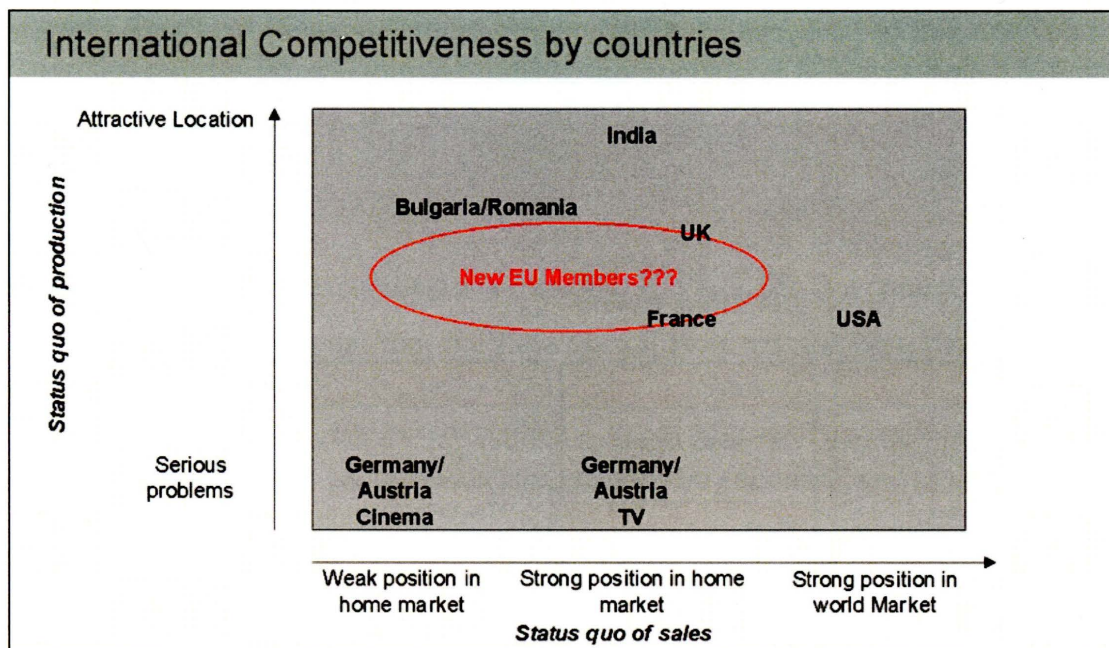 International Competitiveness by countries
Attractive Location
Status quo of production
Serious
problems
India
Bulgaria/Romania
UK
New EU Members???
France
USA
Germany/
Austria
Cinema
Germany/
Austria
TV
Weak position in
home market
Strong position in home
market
Strong position in
world Market
Status quo of sales